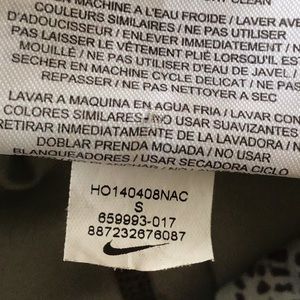 MACHINE A L'EAU FROIDE / LAVER AVEC
COULEURS SIMILAIRES / NE PAS UTILISER
D'ADOUCISSEUR / ENLEVER IMMÉDIATEMENT
PAS LAISSER LE VÊTEMENT PLIÉ LORSQU'IL EST
MOUILLÉ / NE PAS UTILISER D'EAU DE JAVEL /
SECHER EN MACHINE CYCLE DELICAT / NE PAS
REPASSER / NE PAS NETTOYER A SEC
LAVAR A MAQUINA EN AGUA FRIA / LAVAR CON
COLORES SIMILARES / NO USAR SUAVIZANTES
RETIRAR INMEDIATAMENTE DE LA LAVADORA /
DOBLAR PRENDA MOJADA / NO USAR
BLANQUEADORES / USAR SECADORA CICLO
HO140408NAC
S
659993-017
887232676087